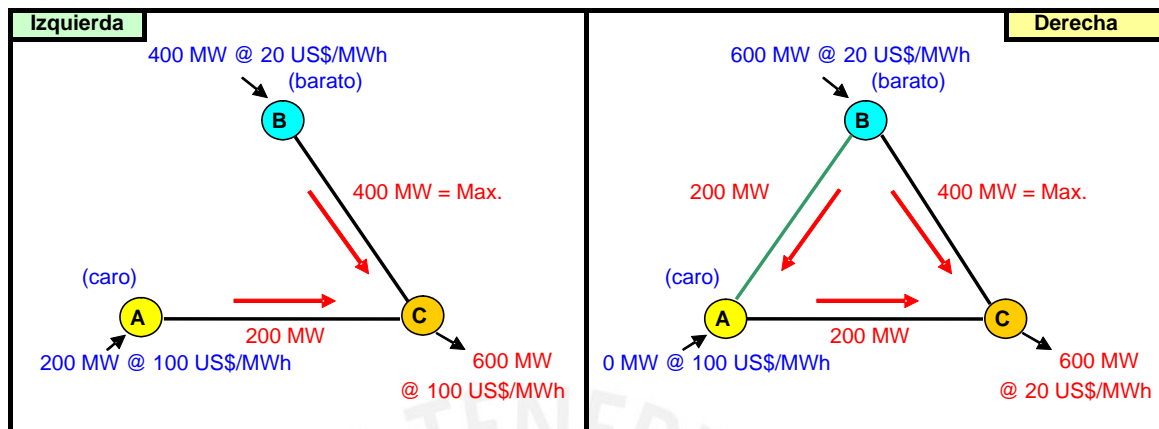 Izquierda
400 MW @ 20 US$/MWh
(barato)
B
400 MW = Max.
(caro)
A
C
200 MW
200 MW @ 100 US$/MWh
600 MW
@ 100 US$/MWh
Derecha
600 MW @ 20 US$/MWh
(barato)
B
200 MW
400 MW = Max.
(caro)
A
C
200 MW
0 MW @ 100 US$/MWh
600 MW
@ 20 US$/MWh
TENEB